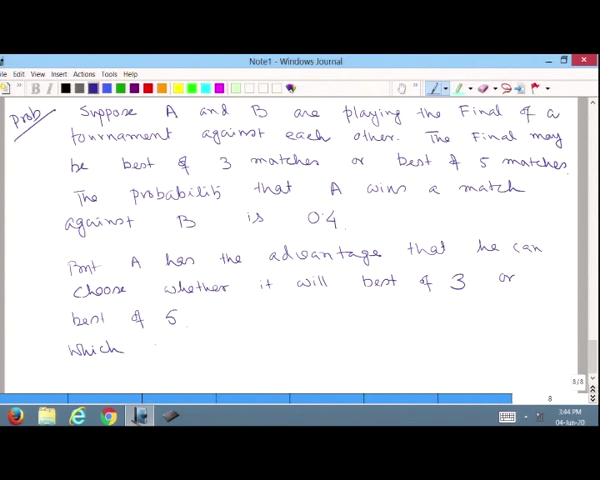 Note1 - Windows Journal
File Edit View Insert Actions Tools Help
Prob Suppose A and B are playing the Final of a
tournament against each other. The Final may
be best of 3 matches or best of 5 matches.
The probabiliti that A wins a match
against B is 0.4.
But A has the advantage that he can
choose whether it will best of 3 or
best of 5.
which
8/8
8
3:44 PM
04-Jun-20